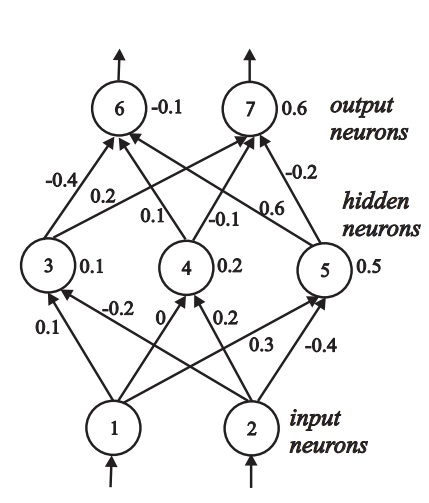 6 -0.1 7 0.6 output
neurons
-0.4 0.2 0.1 -0.1 0.6 -0.2
hidden
neurons
3 0.1 4 0.2 5 0.5
0.1 -0.2 0 0.2 0.3 -0.4
1 2 input
neurons